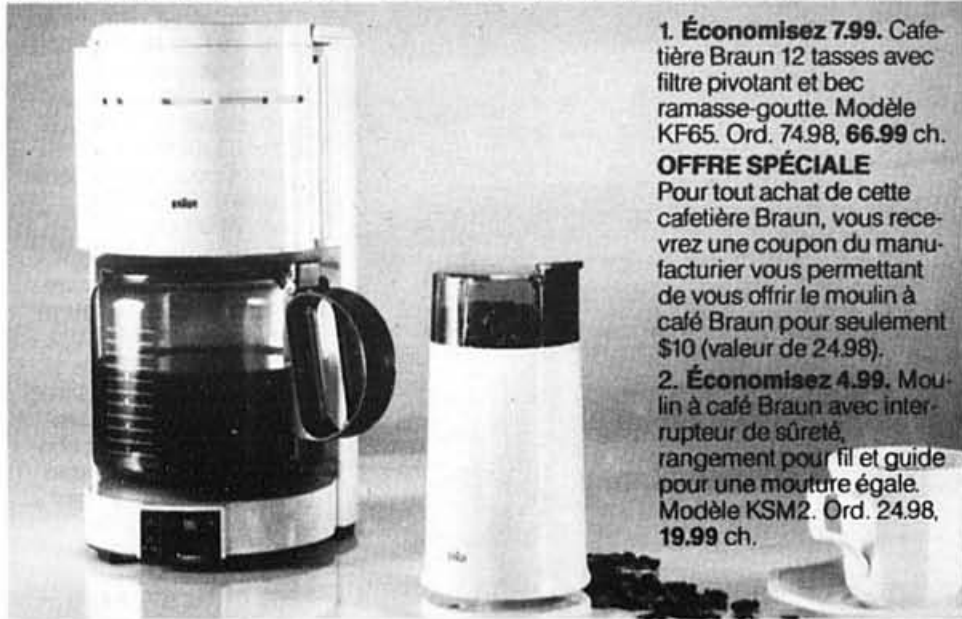 1. Économisez 7.99. Cafe-
tière Braun 12 tasses avec
filtre pivotant et bec
ramasse-goutte. Modèle
KF65. Ord. 74.98, 66.99 ch.
OFFRE SPÉCIALE
Pour tout achat de cette
cafetière Braun, vous rece-
vrez une coupon du manu-
facturier vous permettant
de vous offrir le moulin à
café Braun pour seulement
$10 (valeur de 24.98).
2. Économisez 4.99. Mou-
lin à café Braun avec inter-
rupteur de sûreté,
rangement pour fil et guide
pour une mouture égale.
Modèle KSM2. Ord. 24.98,
19.99 ch.
braun
braun